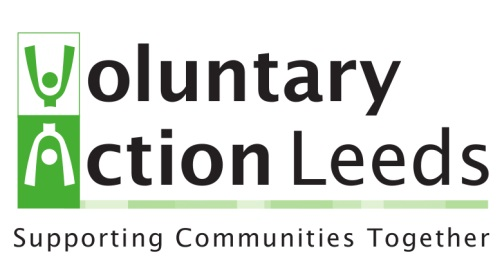 Voluntary
Action Leeds
Supporting Communities Together